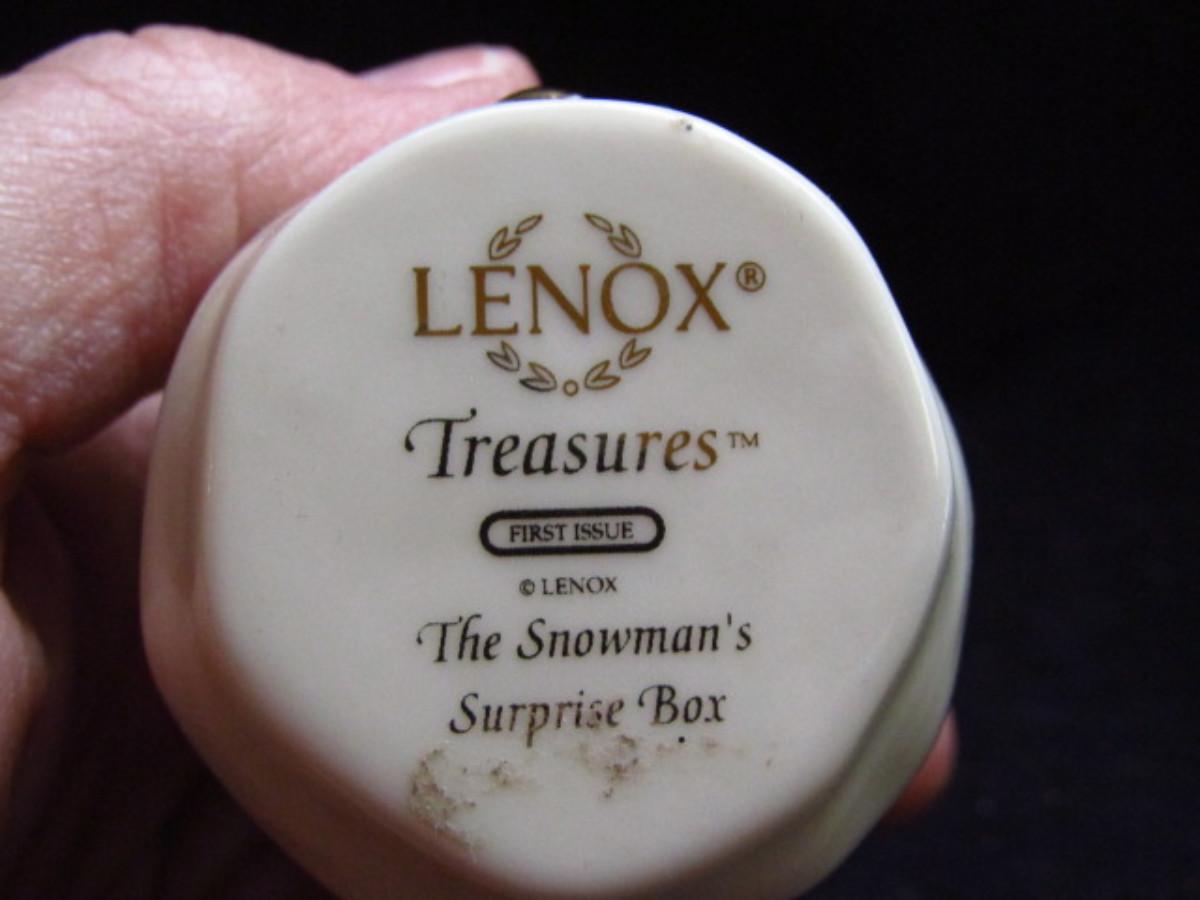 LENOX®
Treasures™
FIRST ISSUE
© LENOX
The Snowman's
Surprise Box